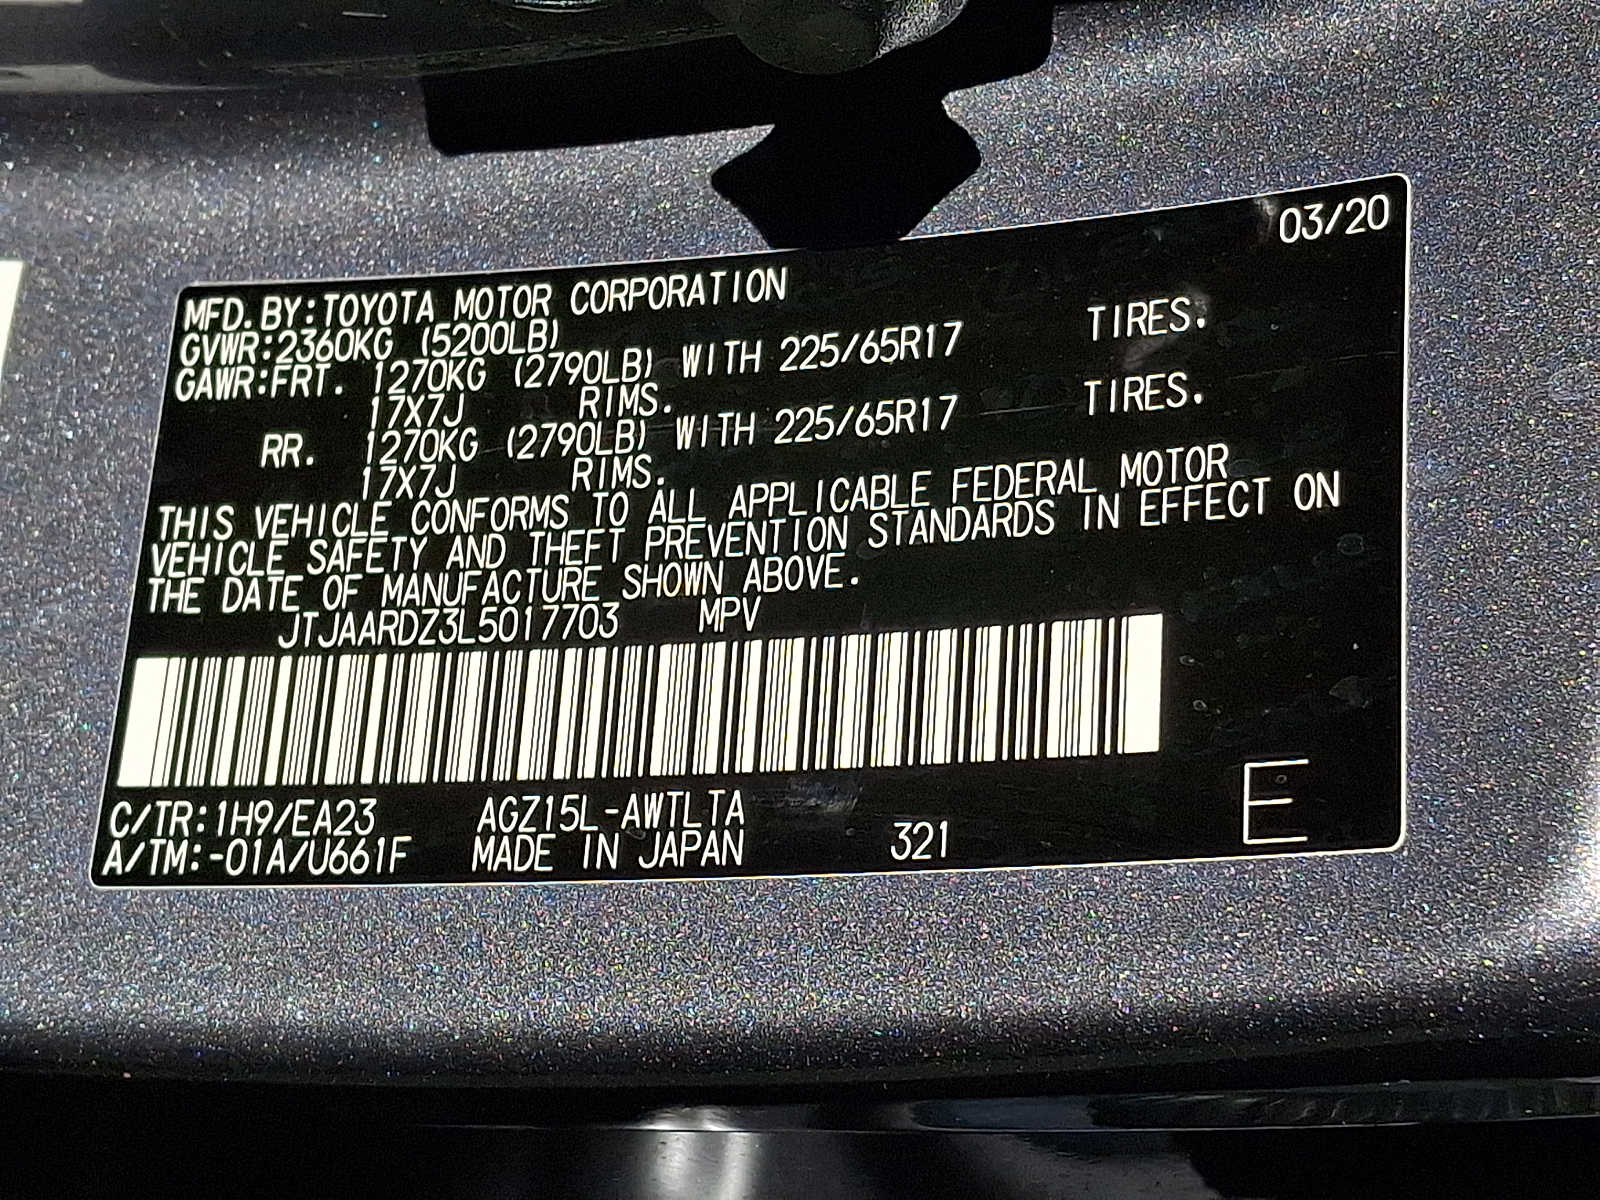 03/20
MFD.BY:TOYOTA MOTOR CORPORATION
GVWR:2360KG (5200LB)
GAWR:FRT. 1270KG (2790LB) WITH 225/65R17 TIRES.
17X7J RIMS.
RR. 1270KG (2790LB) WITH 225/65R17 TIRES.
17X7J RIMS.
THIS VEHICLE CONFORMS TO ALL APPLICABLE FEDERAL MOTOR
VEHICLE SAFETY AND THEFT PREVENTION STANDARDS IN EFFECT ON
THE DATE OF MANUFACTURE SHOWN ABOVE.
JTJAARDZ3L5017703 MPV
C/TR:1H9/EA23 AGZ15L-AWTLTA
A/TM:-01A/U661F MADE IN JAPAN 321 E